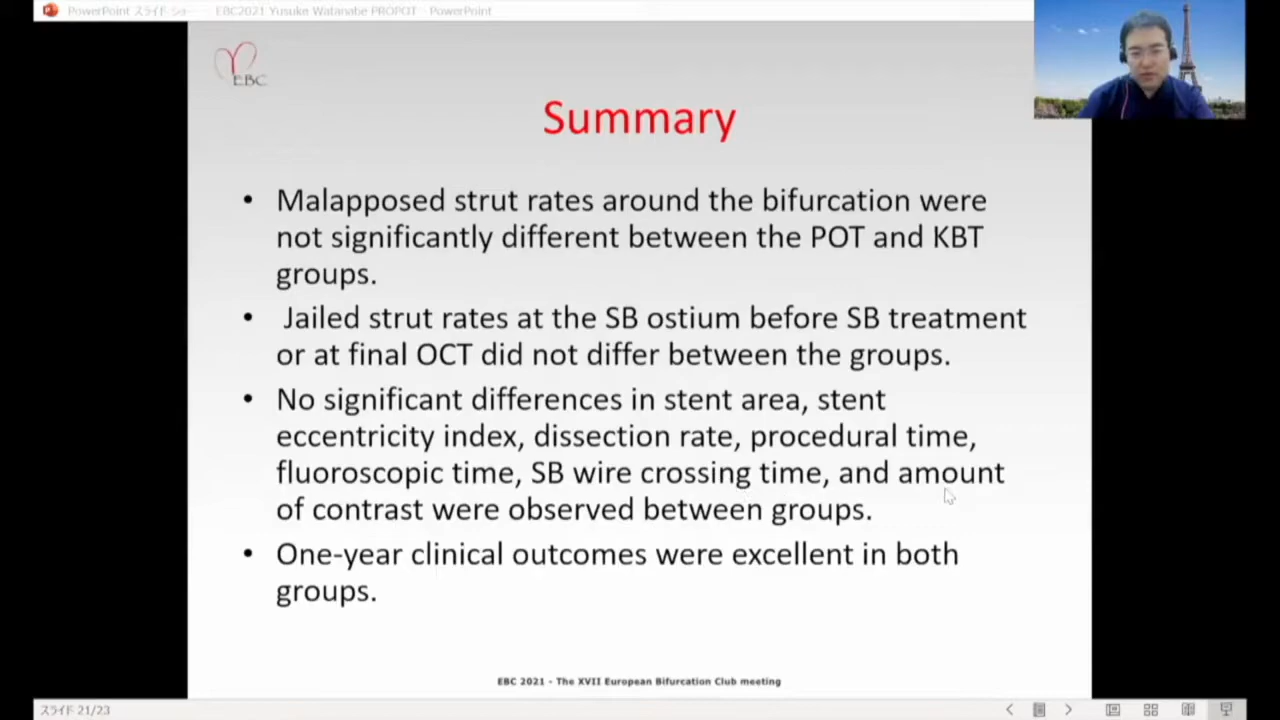 PowerPoint スライド ショー
EBC2021 Yusuke Watanabe PROPOT - PowerPoint
EBC
Summary
• Malapposed strut rates around the bifurcation were
not significantly different between the POT and KBT
groups.
• Jailed strut rates at the SB ostium before SB treatment
or at final OCT did not differ between the groups.
• No significant differences in stent area, stent
eccentricity index, dissection rate, procedural time,
fluoroscopic time, SB wire crossing time, and amount
of contrast were observed between groups.
• One-year clinical outcomes were excellent in both
groups.
EBC 2021 - The XVII European Bifurcation Club meeting
スライド 21/23